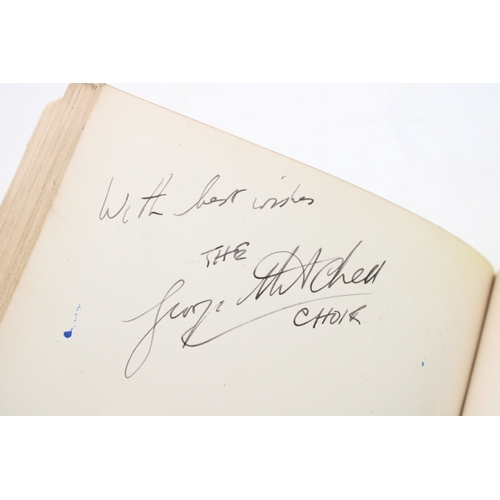 With best wishes
THE
George Mitchell
CHOIR